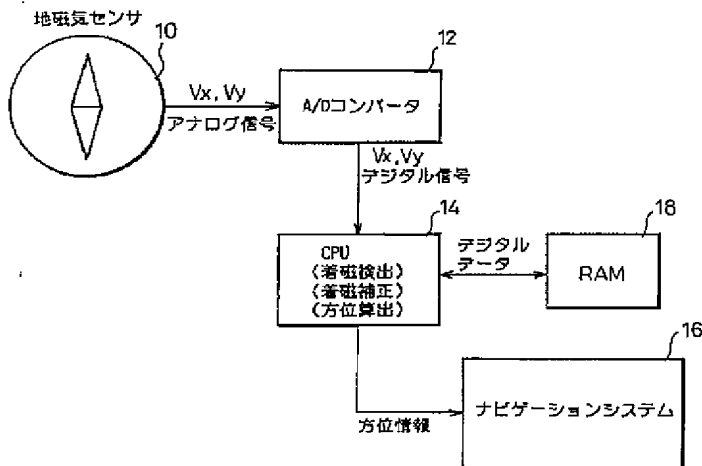 地磁気センサ
10
Vx,Vy
アナログ信号
12
A/Dコンバータ
Vx,Vy
デジタル信号
14
CPU
(着磁検出)
(着磁補正)
(方位算出)
デジタル
データ
18
RAM
16
方位情報
ナビゲーションシステム